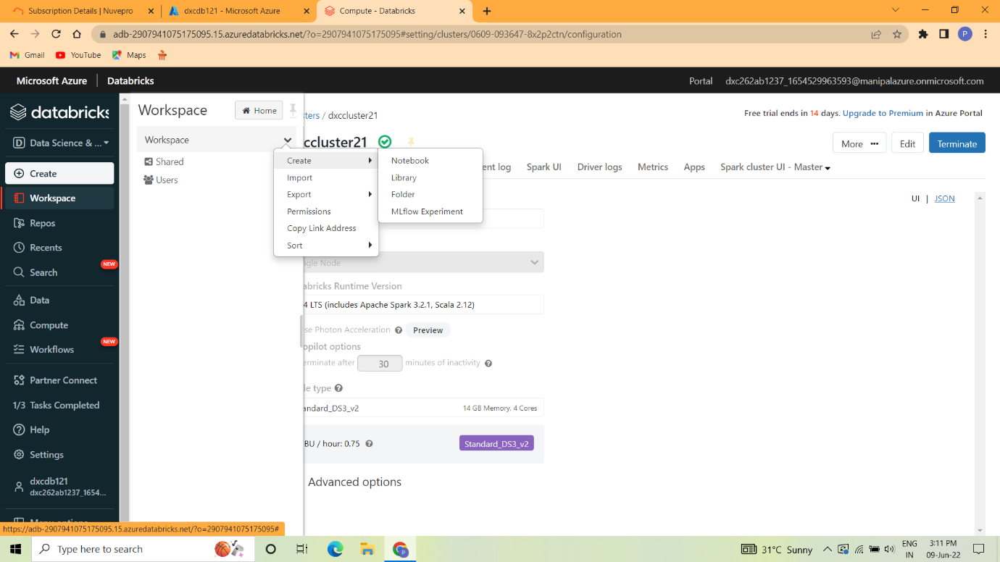 Subscription Details | Nuvepro
dxcdb121 - Microsoft Azure
Compute - Databricks
adb-2907941075175095.15.azuredatabricks.net/?o=2907941075175095#setting/clusters/0609-093647-8x2p2ctn/configuration
P
Gmail
YouTube
Maps
Microsoft Azure
Databricks
Portal
dxc262ab1237_1654529963593@manipalazure.onmicrosoft.com
databricks
D
Data Science & ...
Create
Workspace
Repos
Recents
NEW
Search
Data
Compute
NEW
Workflows
Partner Connect
1/3 Tasks Completed
Help
Settings
dxcdb121
dxc262ab1237_1654...
Menu options
Workspace
Home
Workspace
Shared
Users
Create
Import
Export
Permissions
Copy Link Address
Sort
Notebook
Library
Folder
MLflow Experiment
ters / dxccluster21
Free trial ends in 14 days. Upgrade to Premium in Azure Portal
ccluster21
More
Edit
Terminate
ent log
Spark UI
Driver logs
Metrics
Apps
Spark cluster UI - Master
UI | JSON
gle Node
abricks Runtime Version
4 LTS (includes Apache Spark 3.2.1, Scala 2.12)
se Photon Acceleration
Preview
opilot options
erminate after 30 minutes of inactivity
le type
andard_DS3_v2
14 GB Memory, 4 Cores
BU / hour: 0.75
Standard_DS3_v2
Advanced options
https://adb-2907941075175095.15.azuredatabricks.net/?o=2907941075175095#
Type here to search
31°C Sunny
ENG
IN
3:11 PM
09-Jun-22